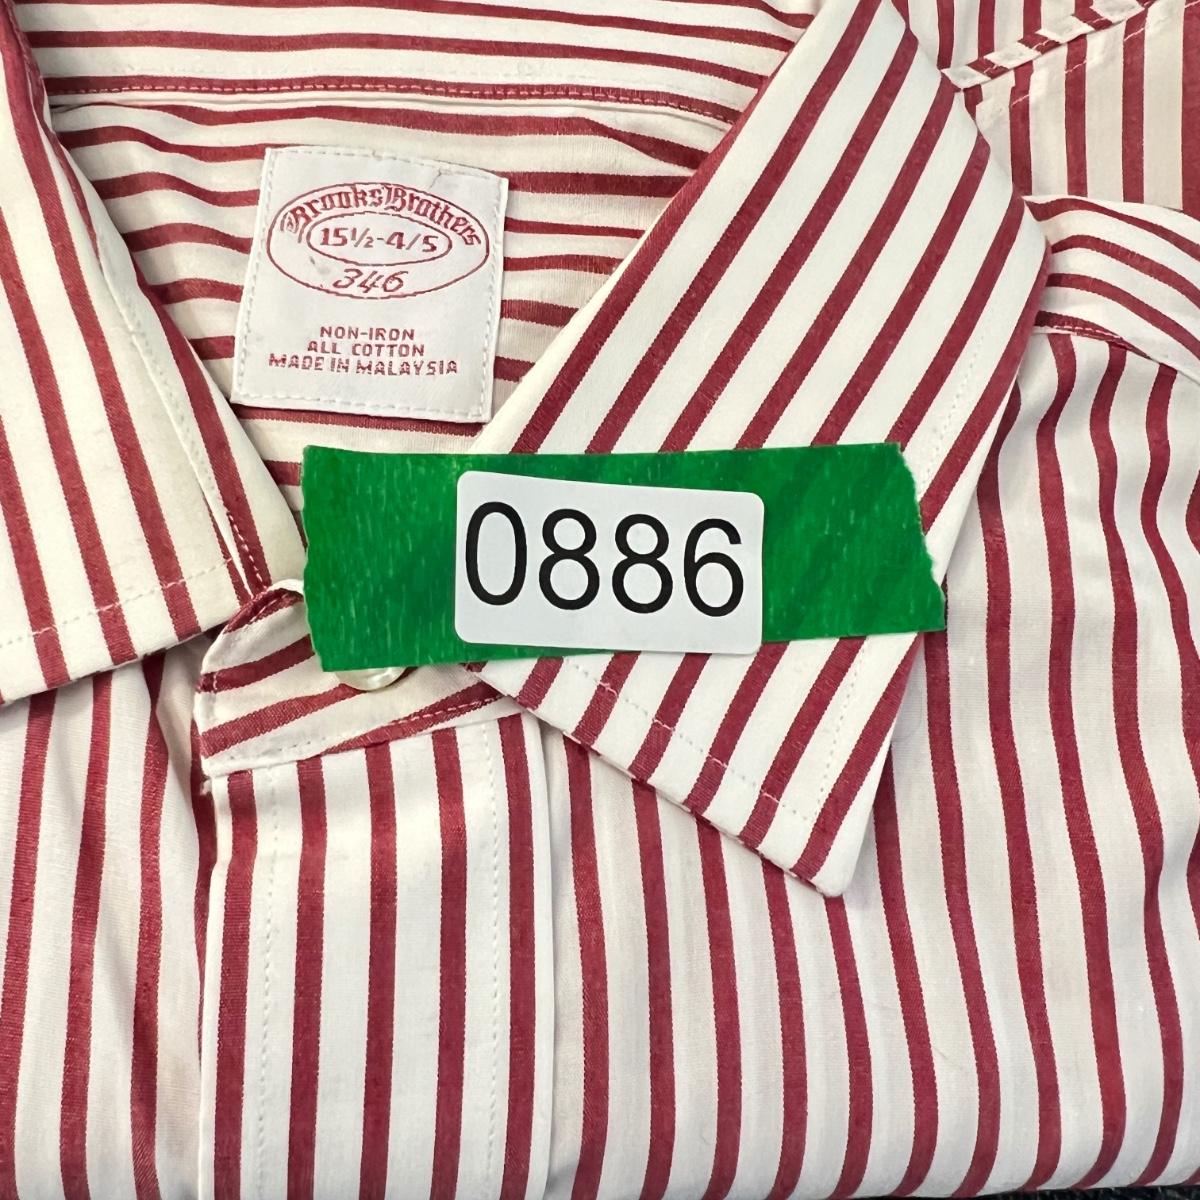 Brooks Brothers
15½-4/5
346
NON-IRON
ALL COTTON
MADE IN MALAYSIA
0886